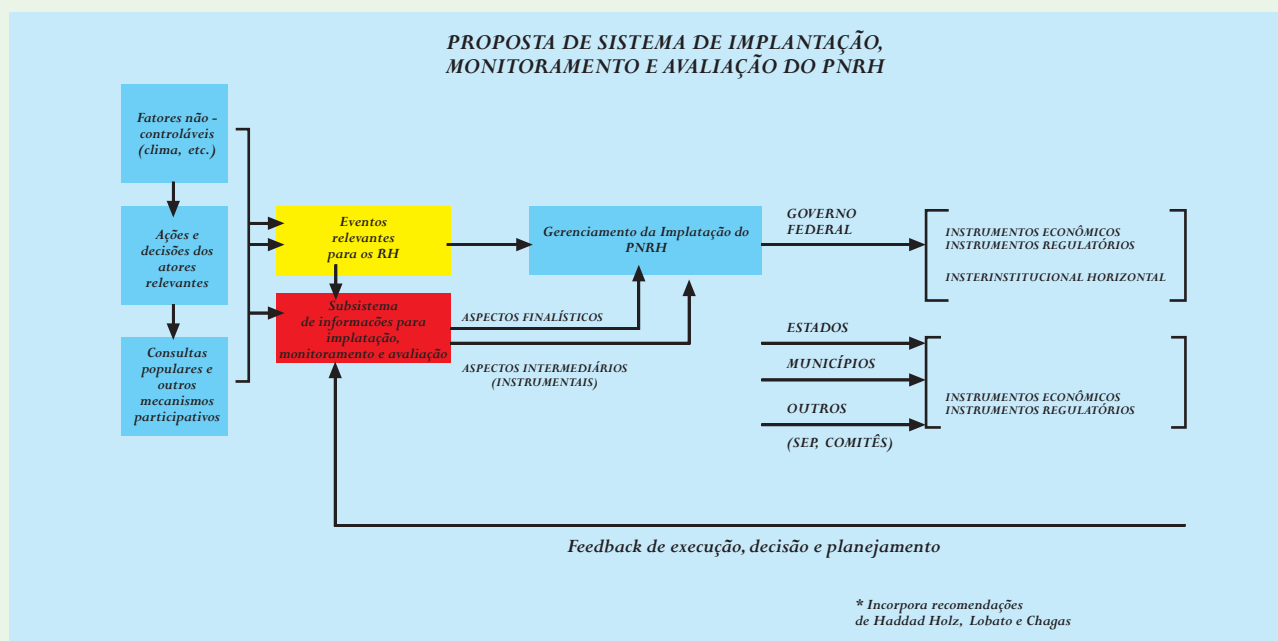 PROPOSTA DE SISTEMA DE IMPLANTAÇÃO,
MONITORAMENTO E AVALIAÇÃO DO PNRH
Fatores não -
controláveis
(clima, etc.)
Ações e
decisões dos
atores
relevantes
Consultas
populares e
outros
mecanismos
participativos
Eventos
relevantes
para os RH
Subsistema
de informacões para
implatação,
monitoramento e avaliação
ASPECTOS FINALÍSTICOS
ASPECTOS INTERMEDIÁRIOS
(INSTRUMENTAIS)
Gerenciamento da Implatação do
PNRH
GOVERNO
FEDERAL
INSTRUMENTOS ECONÔMICOS
INSTRUMENTOS REGULATÓRIOS
INSTERINSTITUCIONAL HORIZONTAL
ESTADOS
MUNICÍPIOS
OUTROS
(SEP, COMITÊS)
INSTRUMENTOS ECONÔMICOS
INSTRUMENTOS REGULATÓRIOS
Feedback de execução, decisão e planejamento
* Incorpora recomendações
de Haddad Holz, Lobato e Chagas